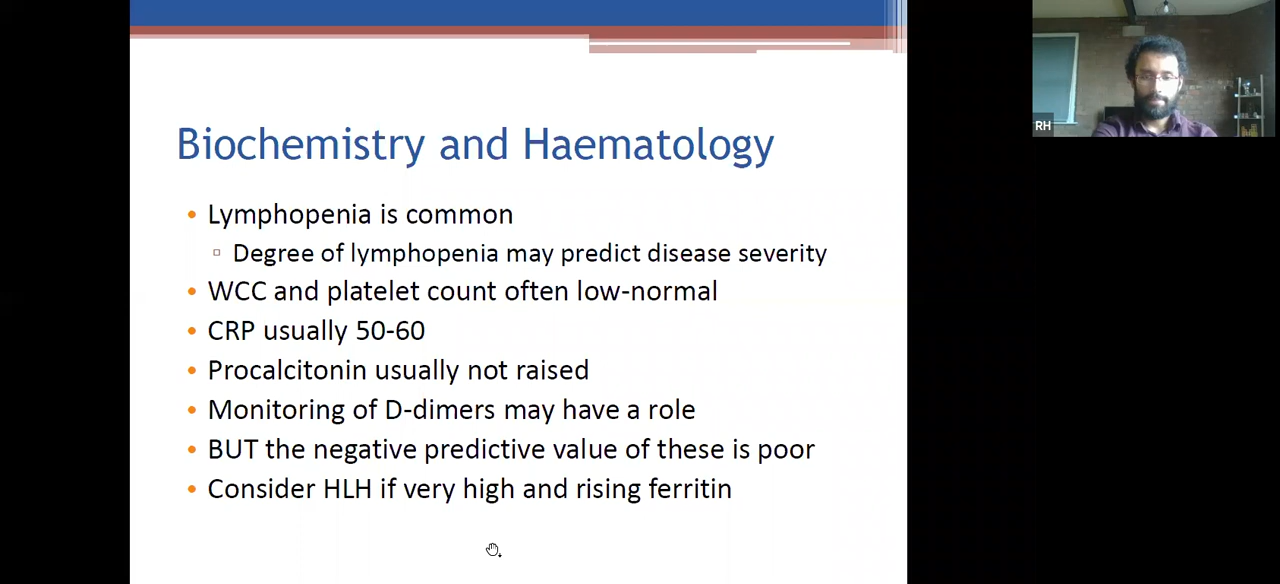 Biochemistry and Haematology
• Lymphopenia is common
▫ Degree of lymphopenia may predict disease severity
• WCC and platelet count often low-normal
• CRP usually 50-60
• Procalcitonin usually not raised
• Monitoring of D-dimers may have a role
• BUT the negative predictive value of these is poor
• Consider HLH if very high and rising ferritin
RH